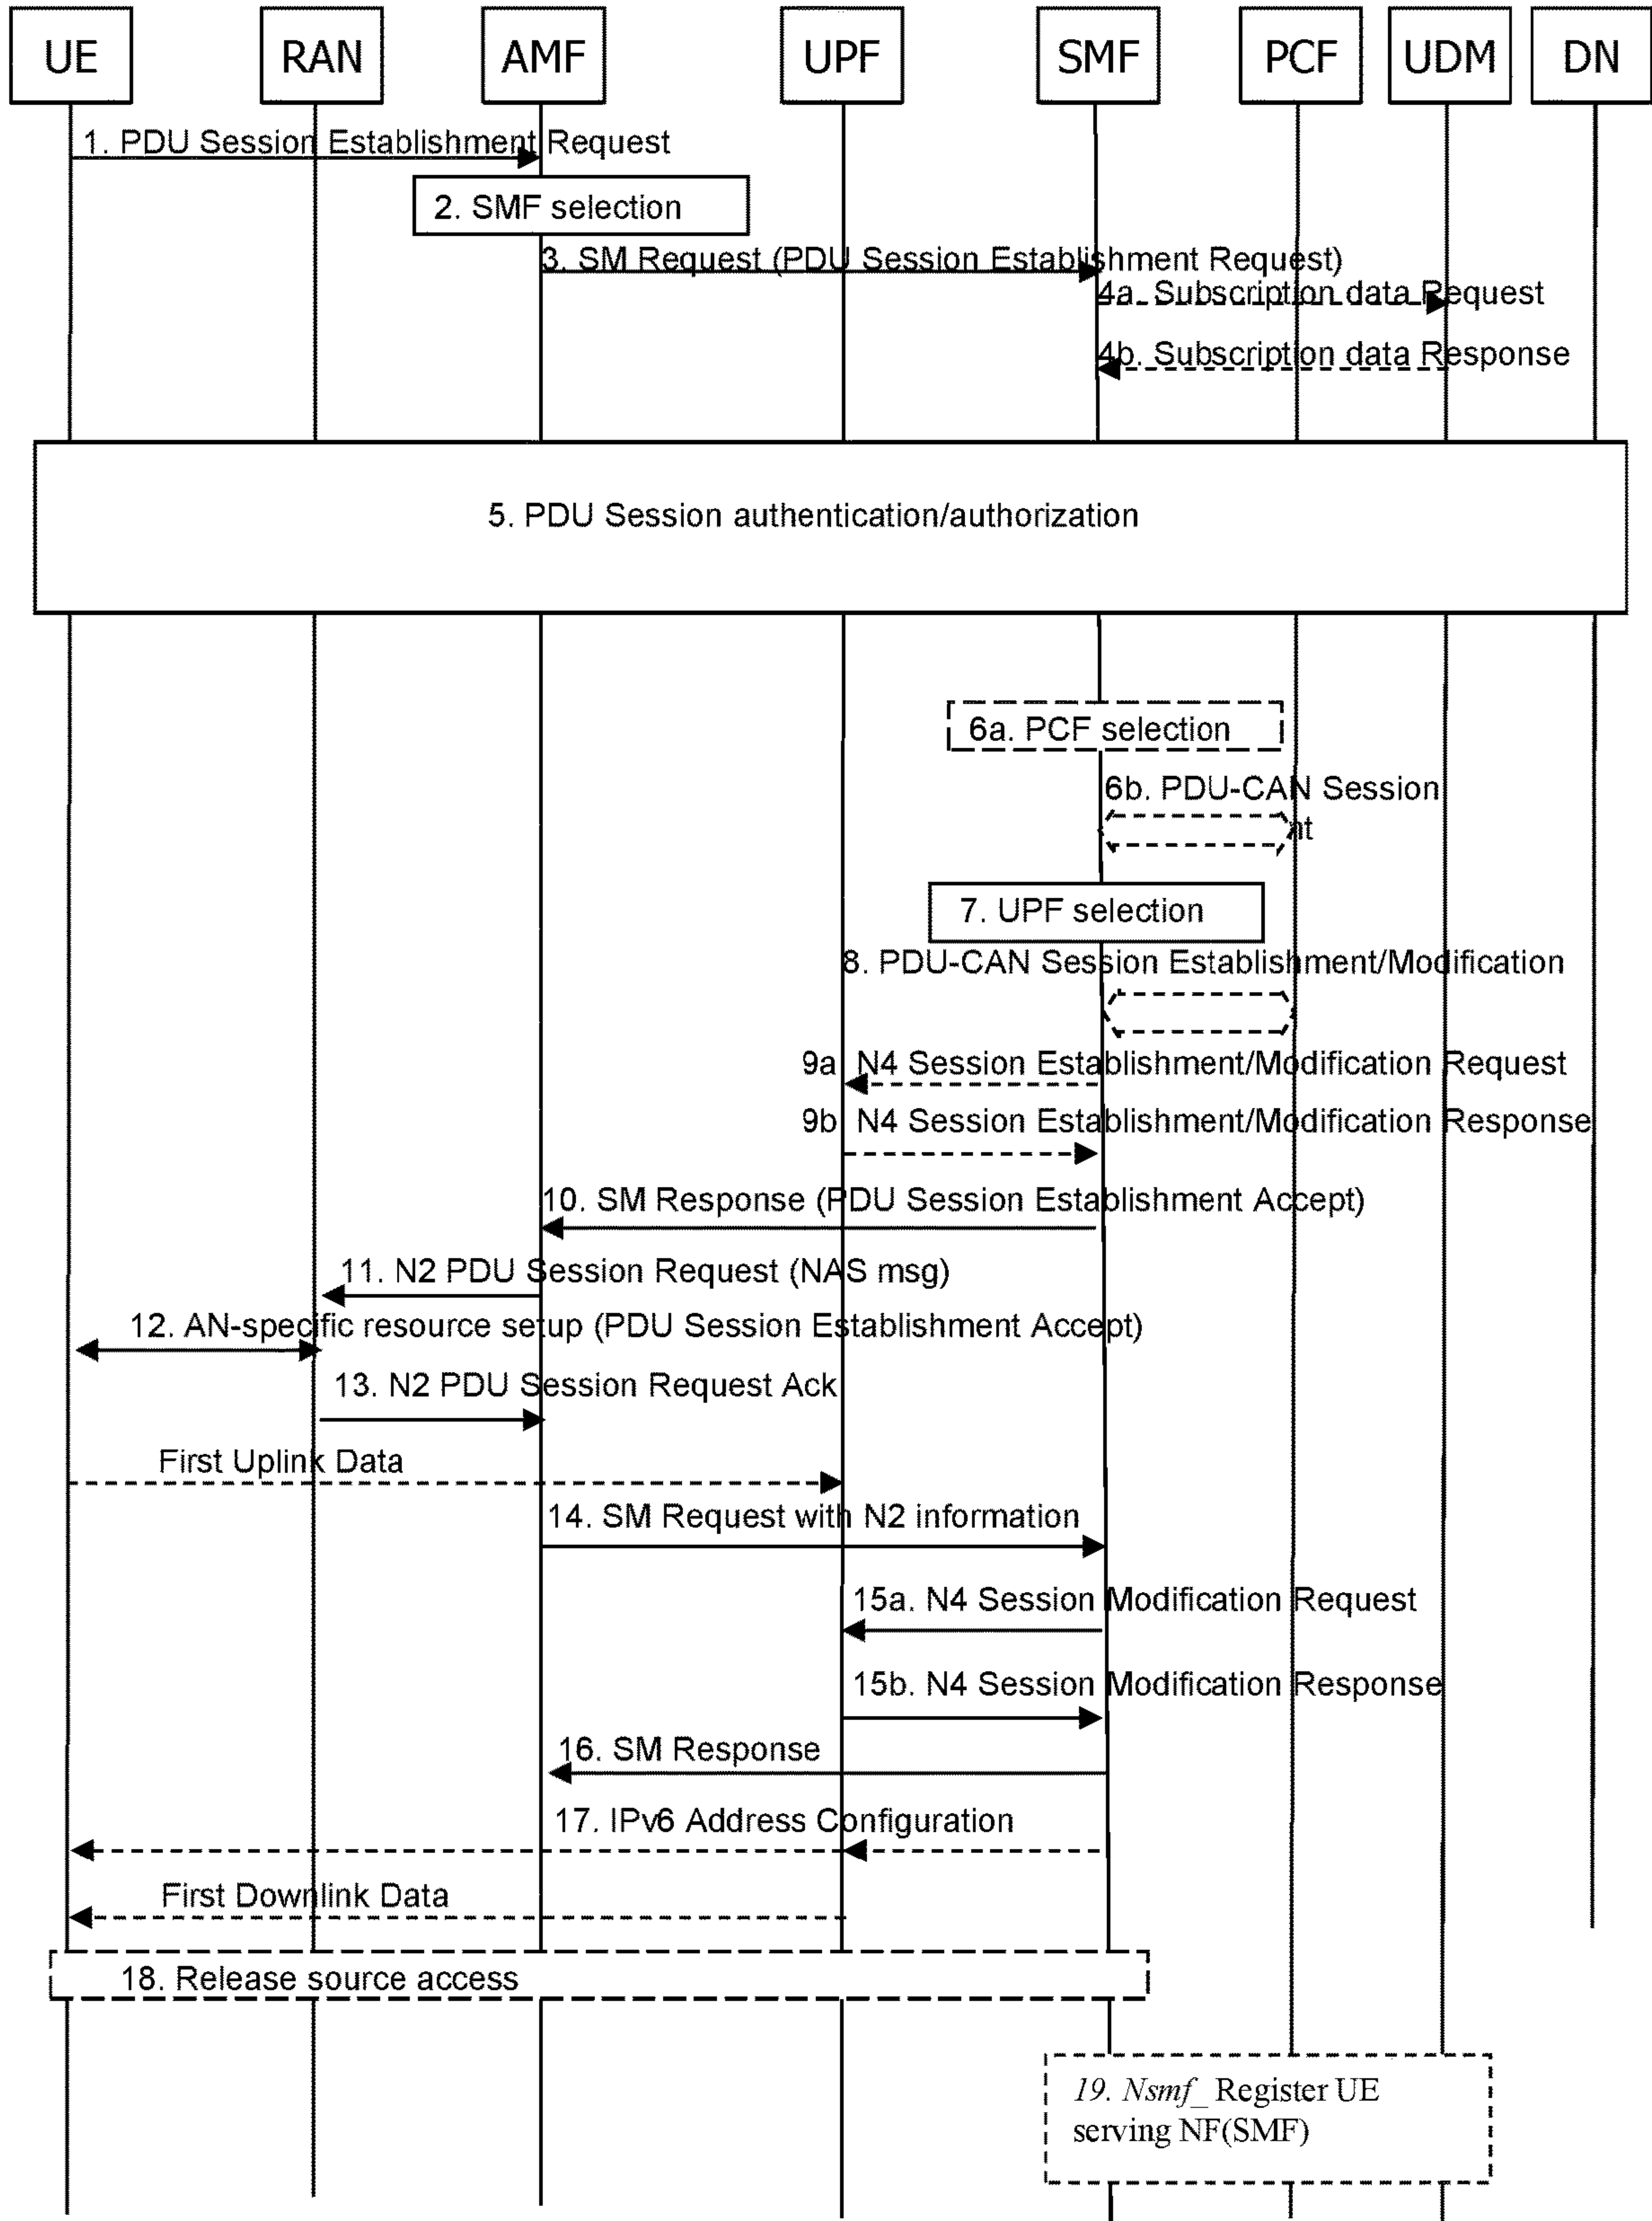 UE RAN AMF UPF SMF PCF UDM DN
1. PDU Session Establishment Request
2. SMF selection
3. SM Request (PDU Session Establishment Request)
4a. Subscription data Request
4b. Subscription data Response
5. PDU Session authentication/authorization
6a. PCF selection
6b. PDU-CAN Session
nt
7. UPF selection
8. PDU-CAN Session Establishment/Modification
9a N4 Session Establishment/Modification Request
9b N4 Session Establishment/Modification Response
10. SM Response (PDU Session Establishment Accept)
11. N2 PDU Session Request (NAS msg)
12. AN-specific resource setup (PDU Session Establishment Accept)
13. N2 PDU Session Request Ack
First Uplink Data
14. SM Request with N2 information
15a. N4 Session Modification Request
15b. N4 Session Modification Response
16. SM Response
17. IPv6 Address Configuration
First Downlink Data
18. Release source access
19. Nsmf_Register UE
serving NF(SMF)